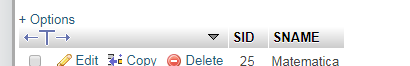 + Options
SID SNAME
Edit Copy Delete 25 Matematica